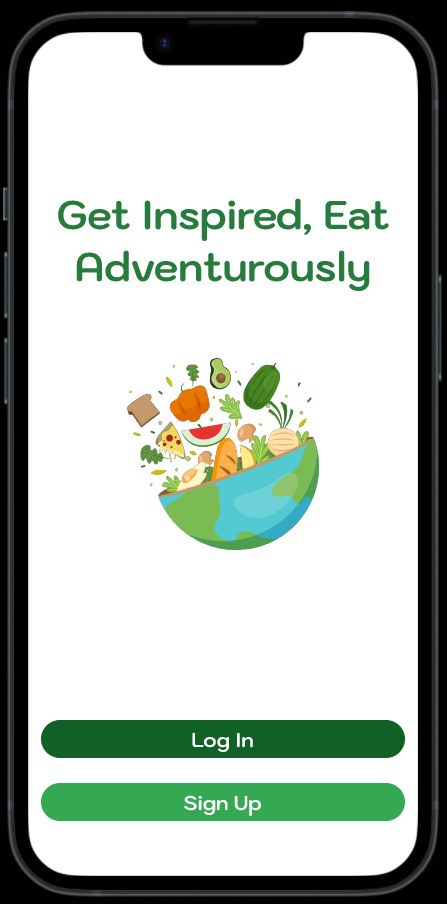 Get Inspired, Eat
Adventurously
Log In
Sign Up